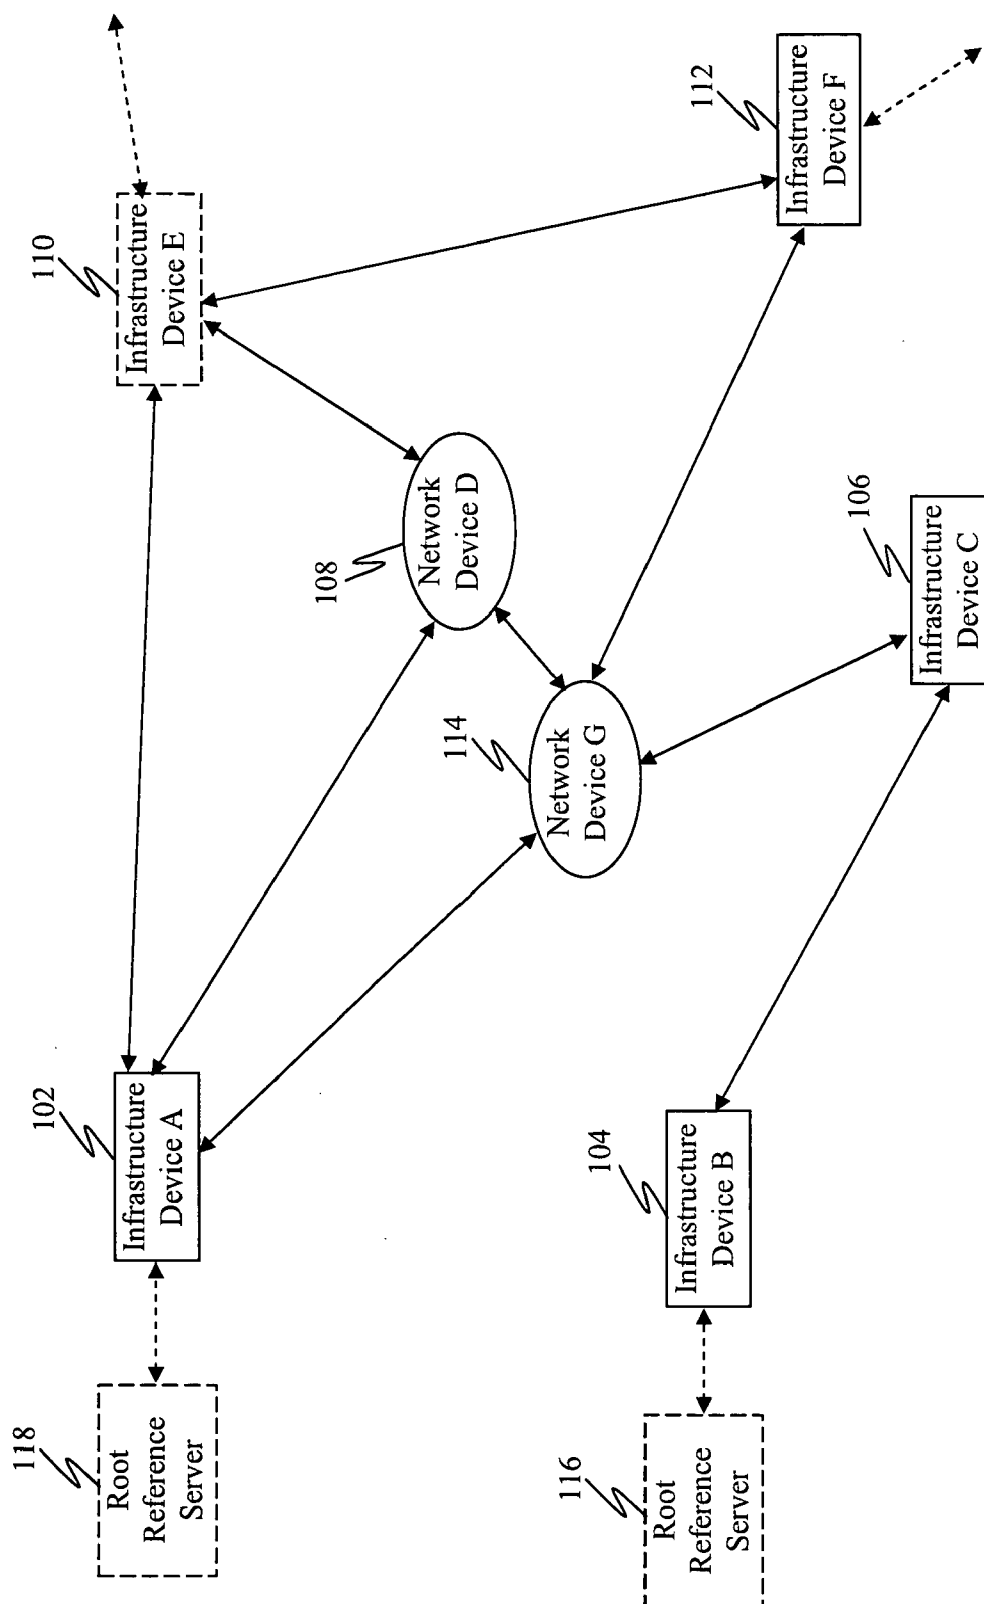 118
Root
Reference
Server
102
Infrastructure
Device A
110
Infrastructure
Device E
108
Network
Device D
114
Network
Device G
112
Infrastructure
Device F
116
Root
Reference
Server
104
Infrastructure
Device B
106
Infrastructure
Device C